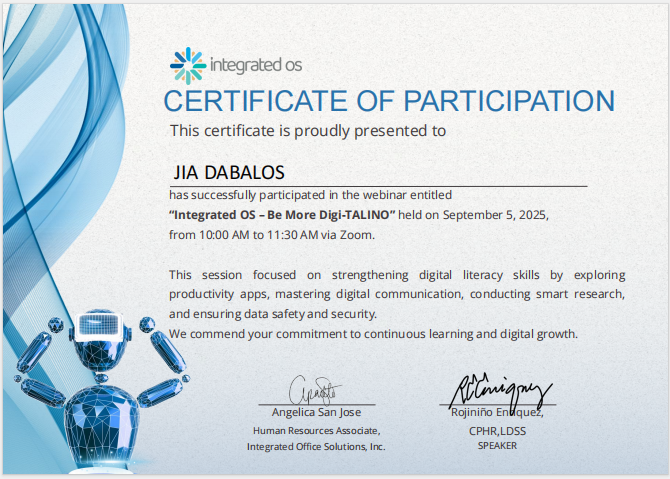 integrated os
CERTIFICATE OF PARTICIPATION
This certificate is proudly presented to
JIA DABALOS
has successfully participated in the webinar entitled
“Integrated OS – Be More Digi-TALINO” held on September 5, 2025,
from 10:00 AM to 11:30 AM via Zoom.
This session focused on strengthening digital literacy skills by exploring
productivity apps, mastering digital communication, conducting smart research,
and ensuring data safety and security.
We commend your commitment to continuous learning and digital growth.
Angelica San Jose
Human Resources Associate,
Integrated Office Solutions, Inc.
Rojiniño Enriquez,
CPHR,LDSS
SPEAKER